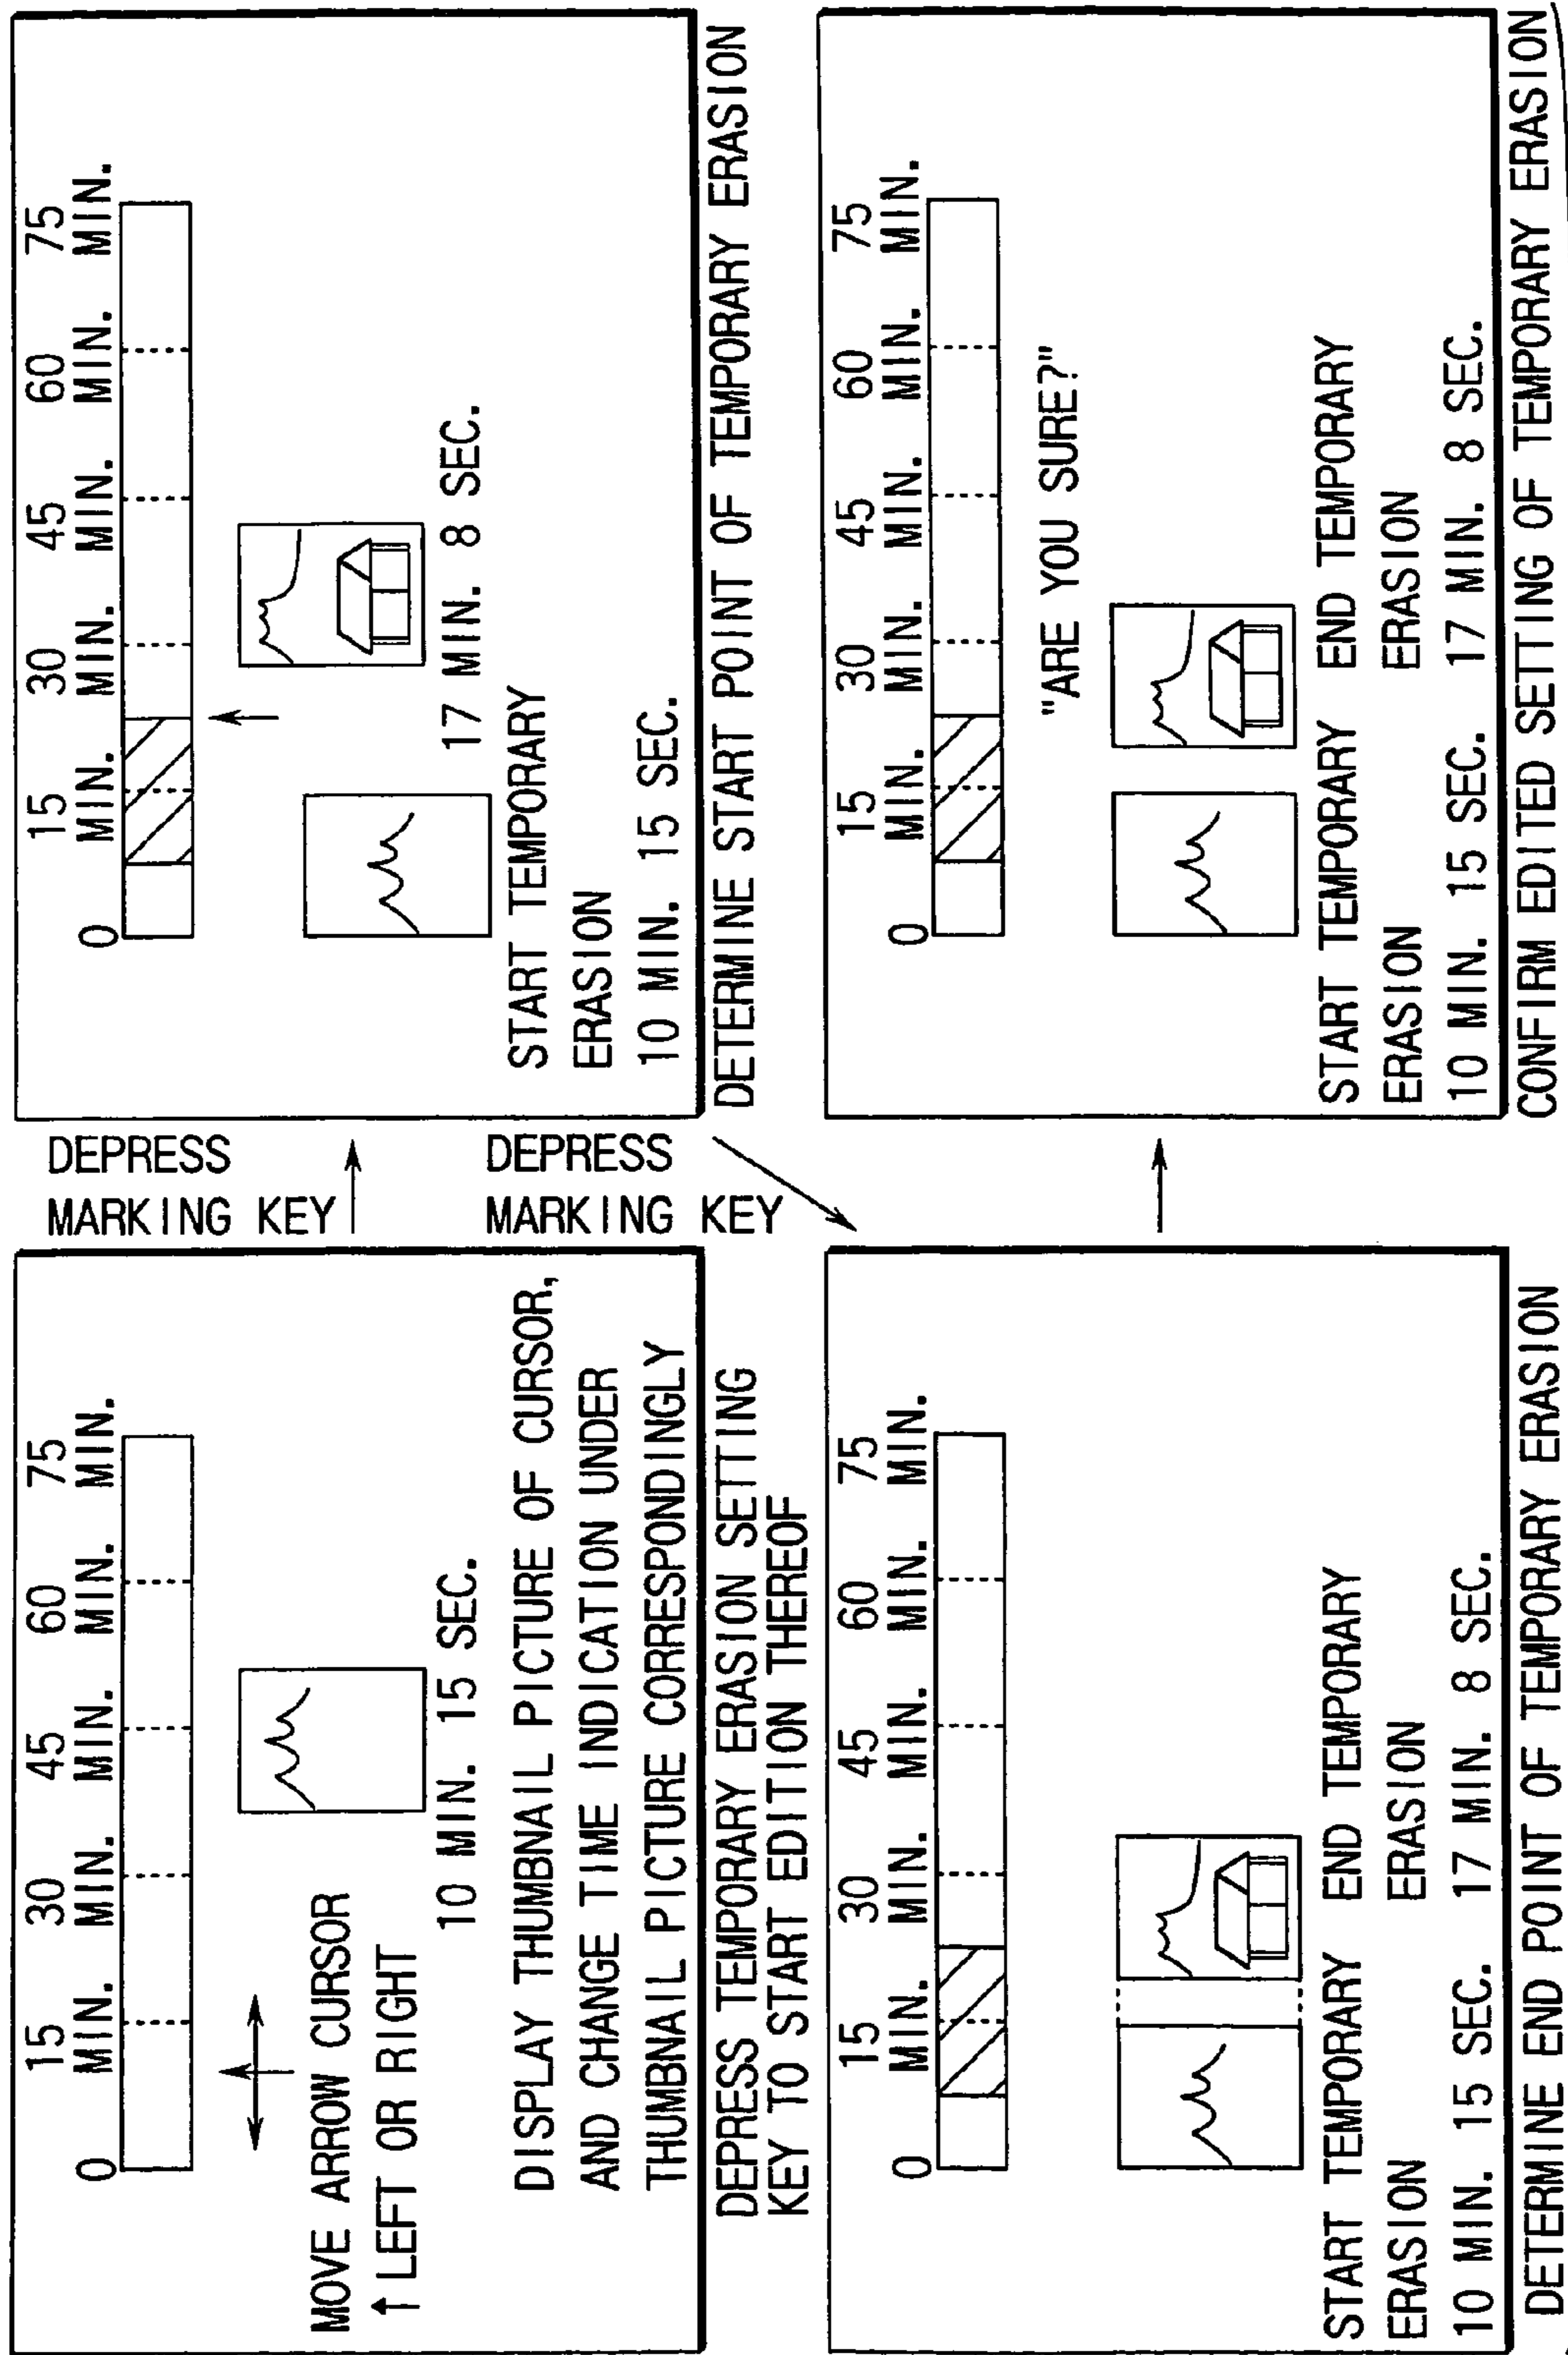 0 15 30 45 60 75
MIN. MIN. MIN. MIN. MIN.
MOVE ARROW CURSOR
↑ LEFT OR RIGHT
10 MIN. 15 SEC.
DISPLAY THUMBNAIL PICTURE OF CURSOR,
AND CHANGE TIME INDICATION UNDER
THUMBNAIL PICTURE CORRESPONDINGLY
DEPRESS TEMPORARY ERASION SETTING
KEY TO START EDITION THEREOF
DEPRESS
MARKING KEY
0 15 30 45 60 75
MIN. MIN. MIN. MIN. MIN.
17 MIN. 8 SEC.
START TEMPORARY
ERASION
10 MIN. 15 SEC.
DETERMINE START POINT OF TEMPORARY ERASION
DEPRESS
MARKING KEY
0 15 30 45 60 75
MIN. MIN. MIN. MIN. MIN.
START TEMPORARY END TEMPORARY
ERASION ERASION
10 MIN. 15 SEC. 17 MIN. 8 SEC.
DETERMINE END POINT OF TEMPORARY ERASION
0 15 30 45 60 75
MIN. MIN. MIN. MIN. MIN.
"ARE YOU SURE?"
START TEMPORARY END TEMPORARY
ERASION ERASION
10 MIN. 15 SEC. 17 MIN. 8 SEC.
CONFIRM EDITED SETTING OF TEMPORARY ERASION